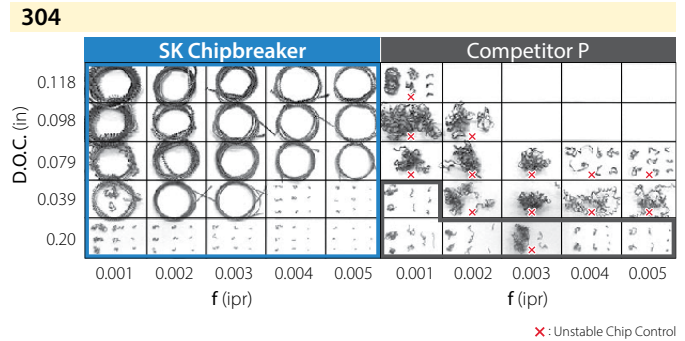 304
SK Chipbreaker Competitor P
D.O.C. (in)
0.118
0.098
0.079
0.039
0.20
0.001 0.002 0.003 0.004 0.005 0.001 0.002 0.003 0.004 0.005
f (ipr) f (ipr)
× : Unstable Chip Control